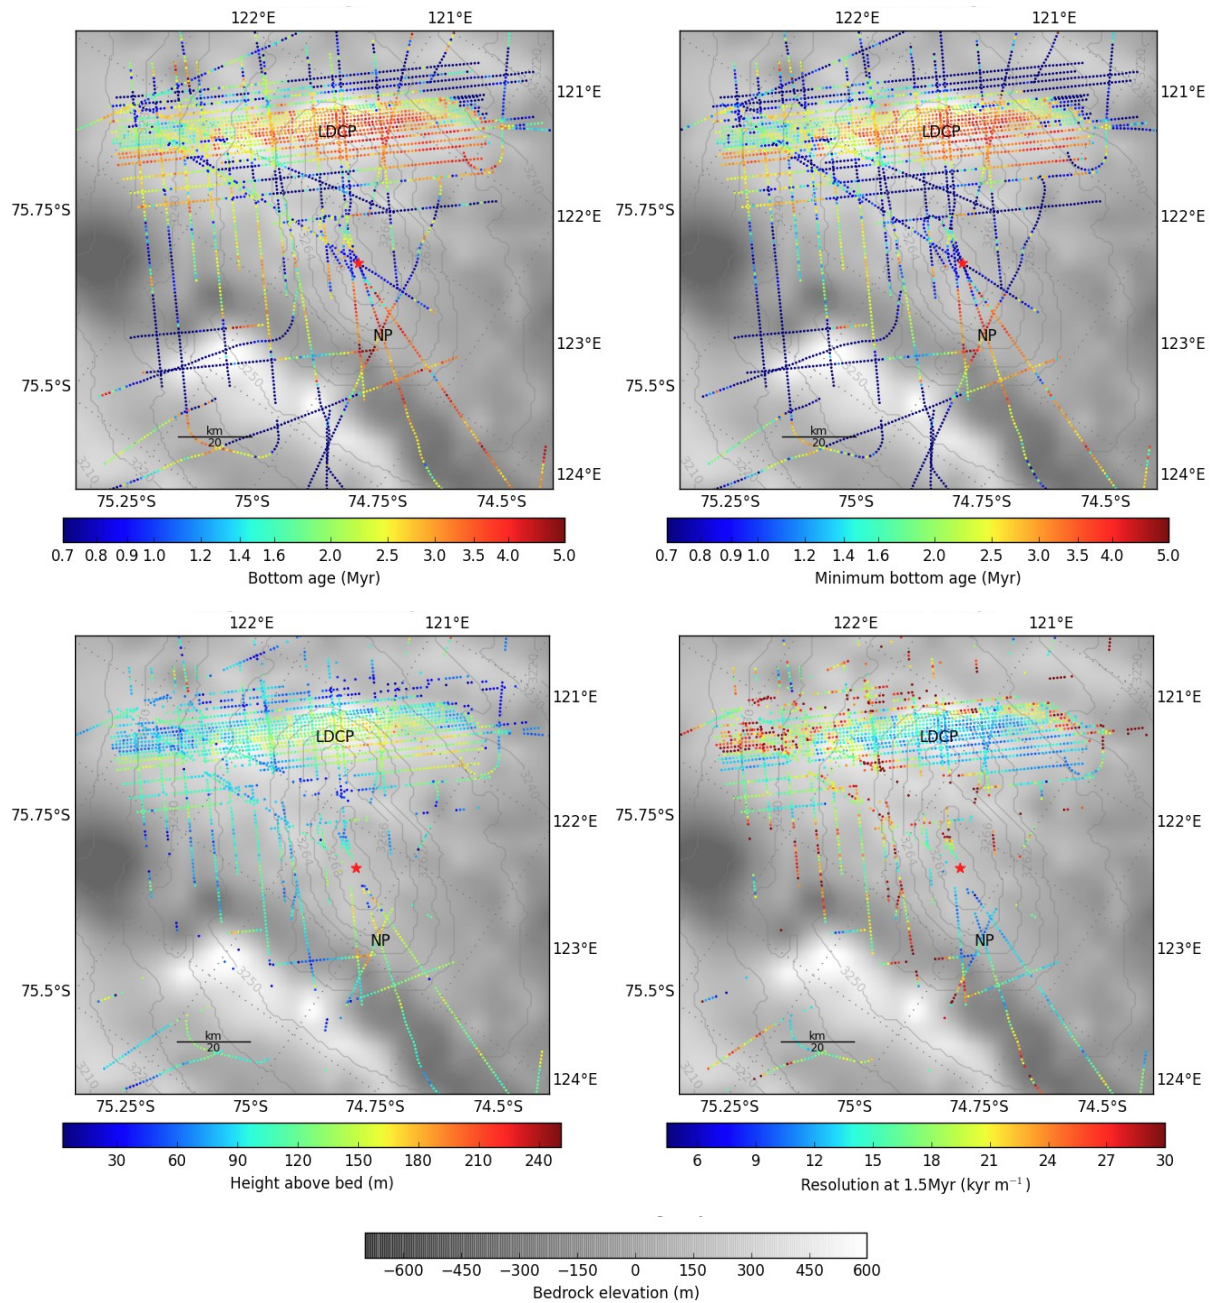 122°E 121°E
122°E 121°E
121°E
121°E
LDCP
LDCP
75.75°S
122°E
75.75°S
122°E
NP
NP
123°E
123°E
75.5°S
3250
75.5°S
3250
km
20
km
20
124°E
124°E
3210
3210
75.25°S 75°S 74.75°S 74.5°S
75.25°S 75°S 74.75°S 74.5°S
0.7 0.8 0.9 1.0 1.2 1.4 1.6 2.0 2.5 3.0 3.5 4.0 5.0
Bottom age (Myr)
0.7 0.8 0.9 1.0 1.2 1.4 1.6 2.0 2.5 3.0 3.5 4.0 5.0
Minimum bottom age (Myr)
122°E 121°E
122°E 121°E
121°E
121°E
LDCP
LDCP
75.75°S
122°E
75.75°S
122°E
NP
NP
123°E
123°E
75.5°S
3250
75.5°S
3250
km
20
km
20
124°E
124°E
3210
3210
75.25°S 75°S 74.75°S 74.5°S
75.25°S 75°S 74.75°S 74.5°S
30 60 90 120 150 180 210 240
Height above bed (m)
6 9 12 15 18 21 24 27 30
Resolution at 1.5Myr (kyr m⁻¹)
−600 −450 −300 −150 0 150 300 450 600
Bedrock elevation (m)